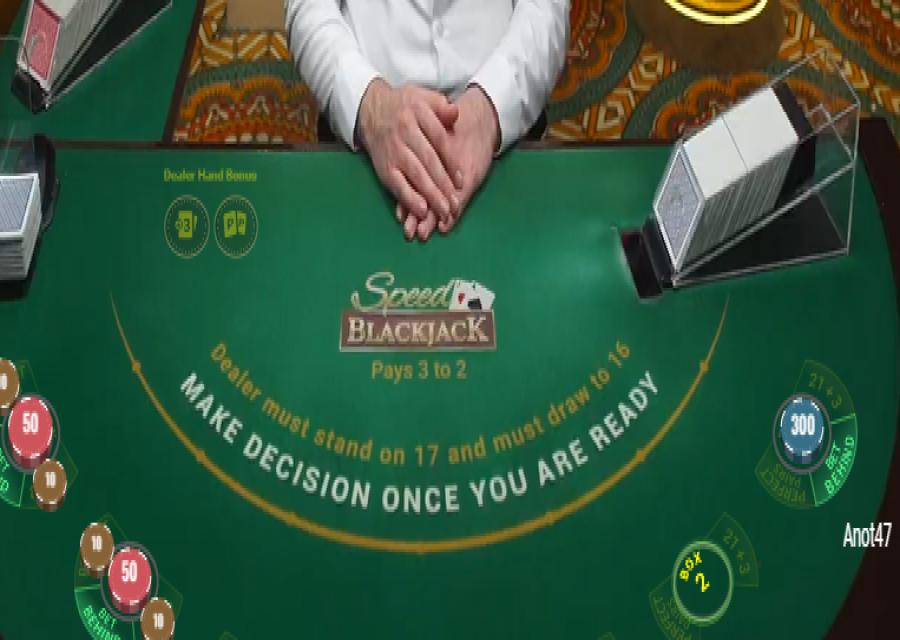 Dealer Hand Bonus
Speed
BLACKJACK
Pays 3 to 2
Dealer must stand on 17 and must draw to 16
MAKE DECISION ONCE YOU ARE READY
50
10
21+3
300
BET
BEHIND
PERFECT
PAIRS
Anot47
10
50
10
BET
BEHIND
21+3
BOX
2